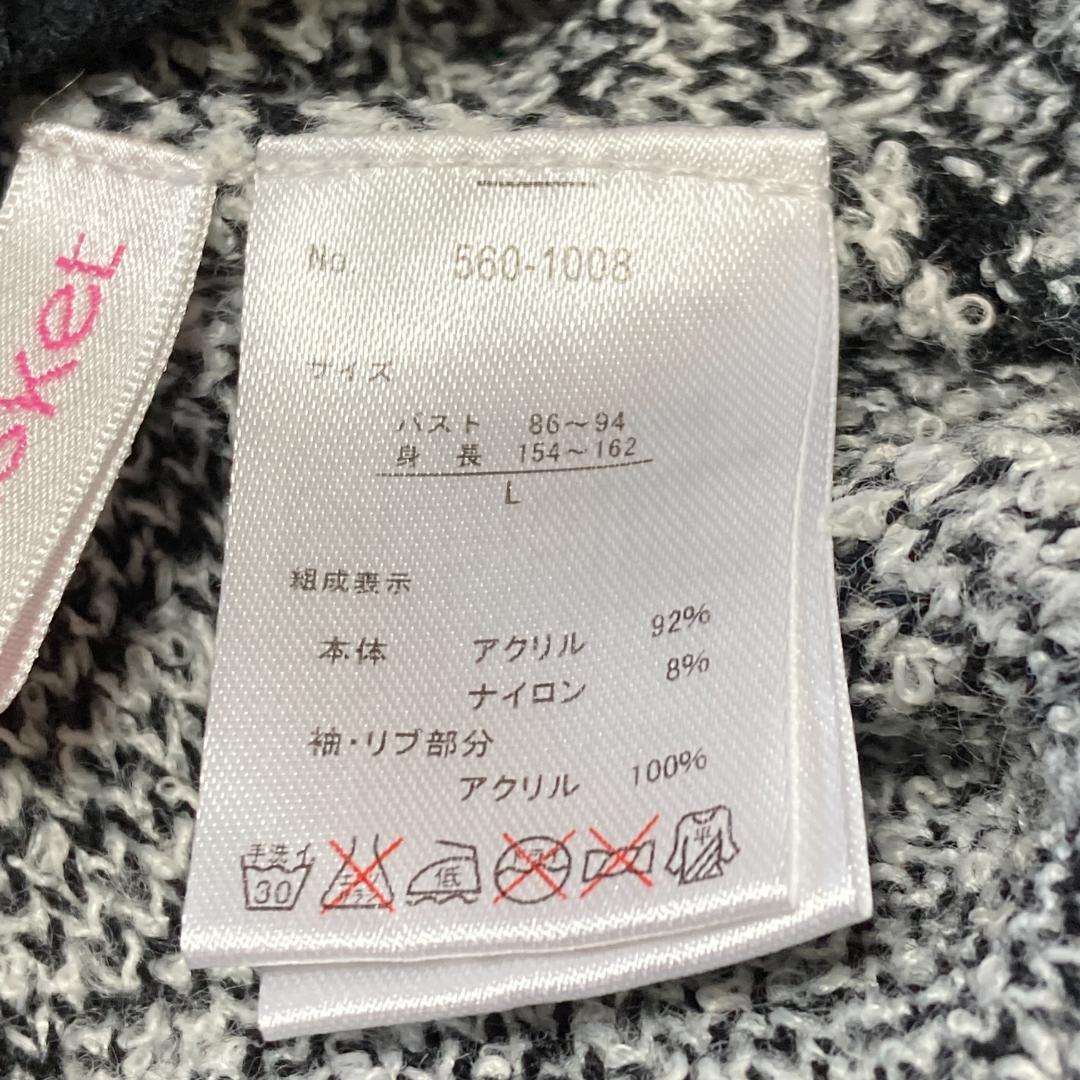 No. 560-1008
サイズ
バスト 86～94
身長 154～162
L
組成表示
本体 アクリル 92%
ナイロン 8%
袖・リブ部分
アクリル 100%
手洗イ
30
低
平
ket